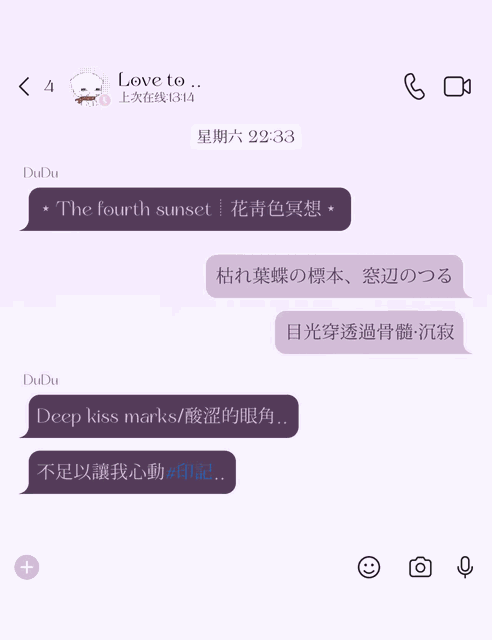 4
Love to ..
上次在线:13:14
星期六 22:33
DuDu
⋆ The fourth sunset ┊ 花靑色冥想 ⋆
枯れ葉蝶の標本、窓辺のつる
目光穿透過骨髓·沉寂
DuDu
Deep kiss marks/酸涩的眼角..
不足以讓我心動#印記..